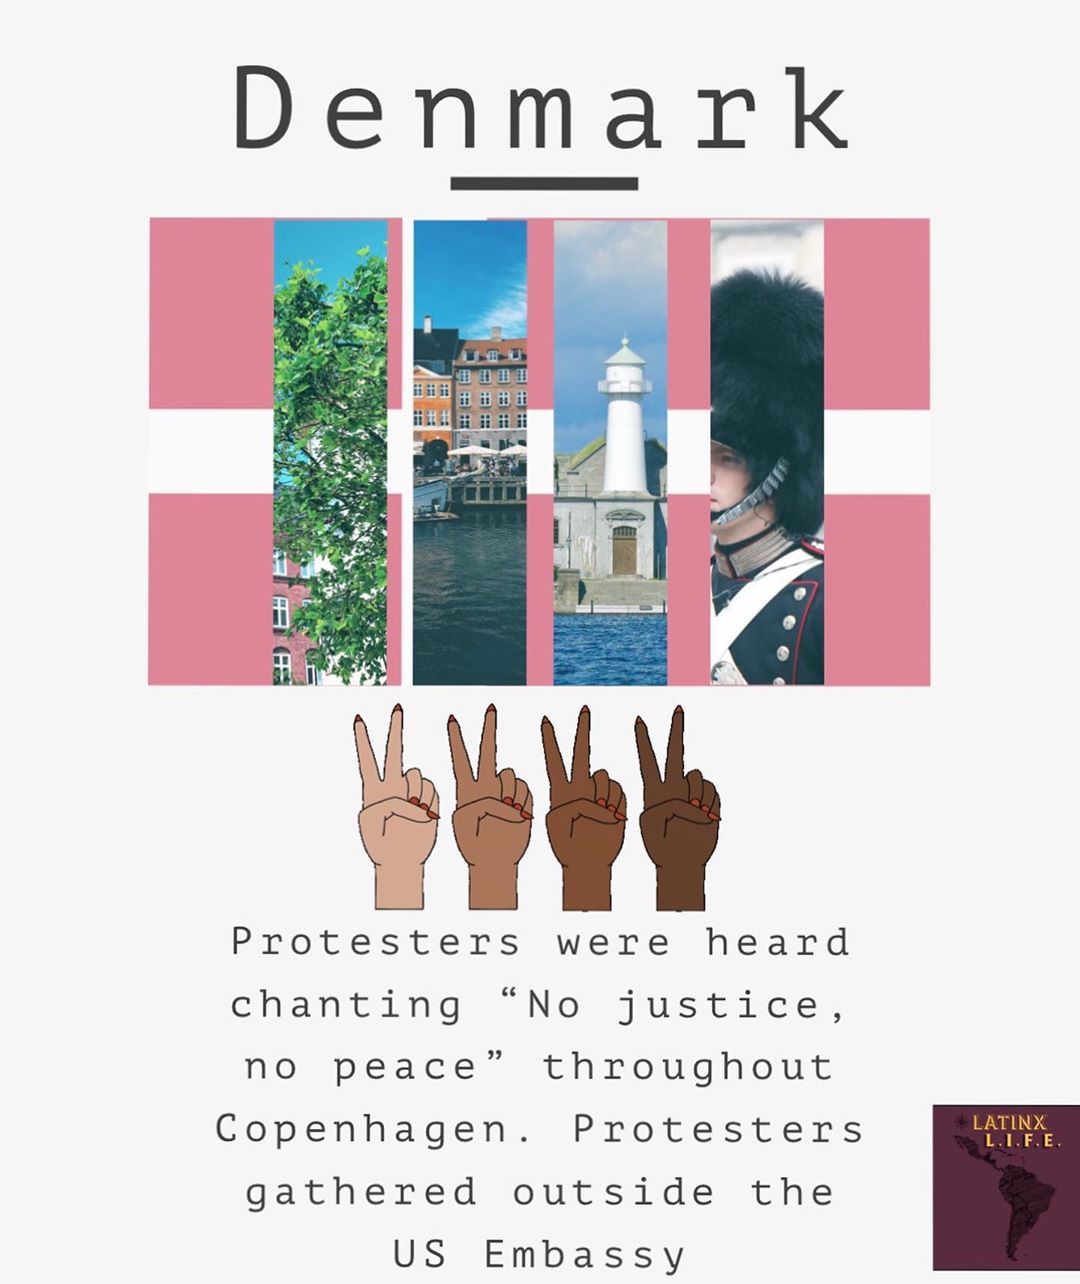 Denmark
Protesters were heard
chanting “No justice,
no peace” throughout
Copenhagen. Protesters
gathered outside the
US Embassy
LATINX
L.I.F.E.